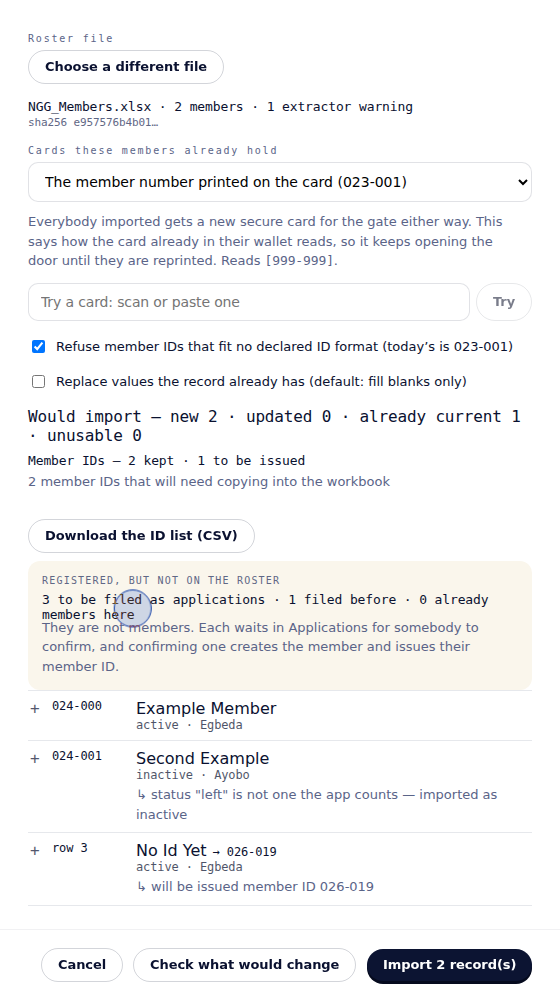 Roster file
Choose a different file
NGG_Members.xlsx · 2 members · 1 extractor warning
sha256 e957576b4b01…
Cards these members already hold
The member number printed on the card (023-001)
Everybody imported gets a new secure card for the gate either way. This
says how the card already in their wallet reads, so it keeps opening the
door until they are reprinted. Reads [999-999].
Try a card: scan or paste one
Try
Refuse member IDs that fit no declared ID format (today’s is 023-001)
Replace values the record already has (default: fill blanks only)
Would import — new 2 · updated 0 · already current 1
· unusable 0
Member IDs — 2 kept · 1 to be issued
2 member IDs that will need copying into the workbook
Download the ID list (CSV)
REGISTERED, BUT NOT ON THE ROSTER
3 to be filed as applications · 1 filed before · 0 already
members here
They are not members. Each waits in Applications for somebody to
confirm, and confirming one creates the member and issues their
member ID.
+ 024-000 Example Member
active · Egbeda
+ 024-001 Second Example
inactive · Ayobo
↳ status "left" is not one the app counts — imported as
inactive
+ row 3 No Id Yet → 026-019
active · Egbeda
↳ will be issued member ID 026-019
Cancel
Check what would change
Import 2 record(s)